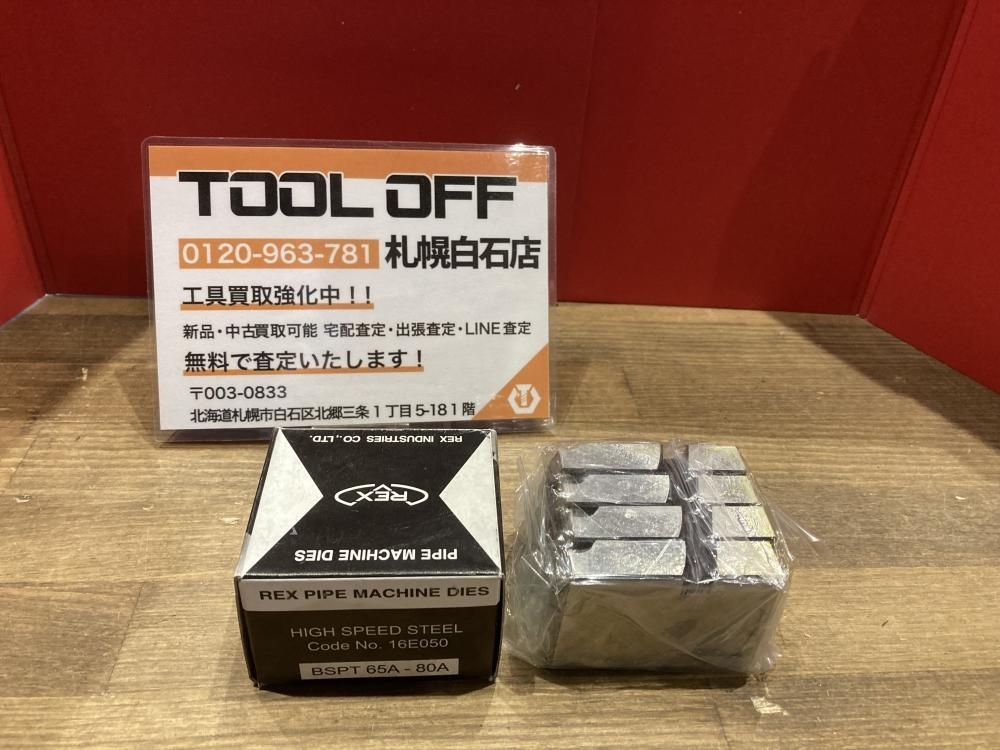 TOOL OFF
0120-963-781 札幌白石店
工具買取強化中！！
新品・中古買取可能 宅配査定・出張査定・LINE査定
無料で査定いたします！
〒003-0833
北海道札幌市白石区北郷三条1丁目5-18 1階
REX INDUSTRIES CO.,LTD.
REX
PIPE MACHINE DIES
REX PIPE MACHINE DIES
HIGH SPEED STEEL
Code No. 16E050
BSPT 65A - 80A